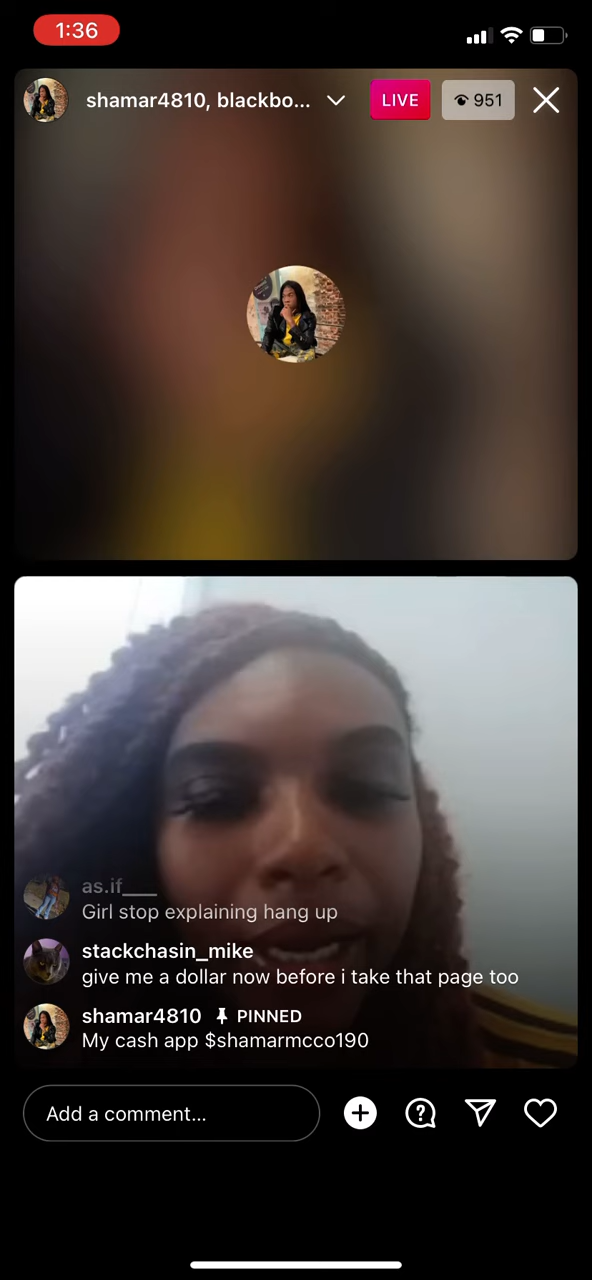 1:36
shamar4810, blackbo...
LIVE
951
as.if___
Girl stop explaining hang up
stackchasin_mike
give me a dollar now before i take that page too
shamar4810 PINNED
My cash app $shamarmcco190
Add a comment...